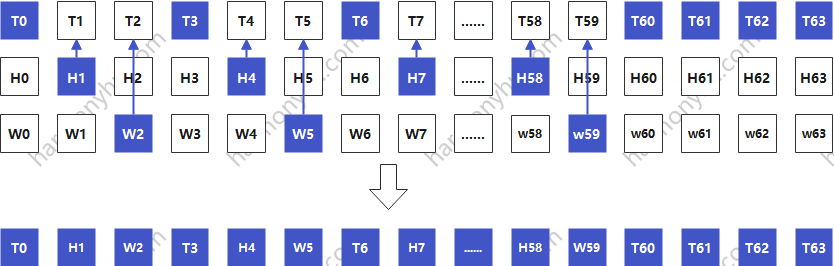 T0 T1 T2 T3 T4 T5 T6 T7 ...... T58 T59 T60 T61 T62 T63
H0 H1 H2 H3 H4 H5 H6 H7 ...... H58 H59 H60 H61 H62 H63
W0 W1 W2 W3 W4 W5 W6 W7 ...... w58 w59 w60 w61 w62 w63
T0 H1 W2 T3 H4 W5 T6 H7 ...... H58 W59 T60 T61 T62 T63